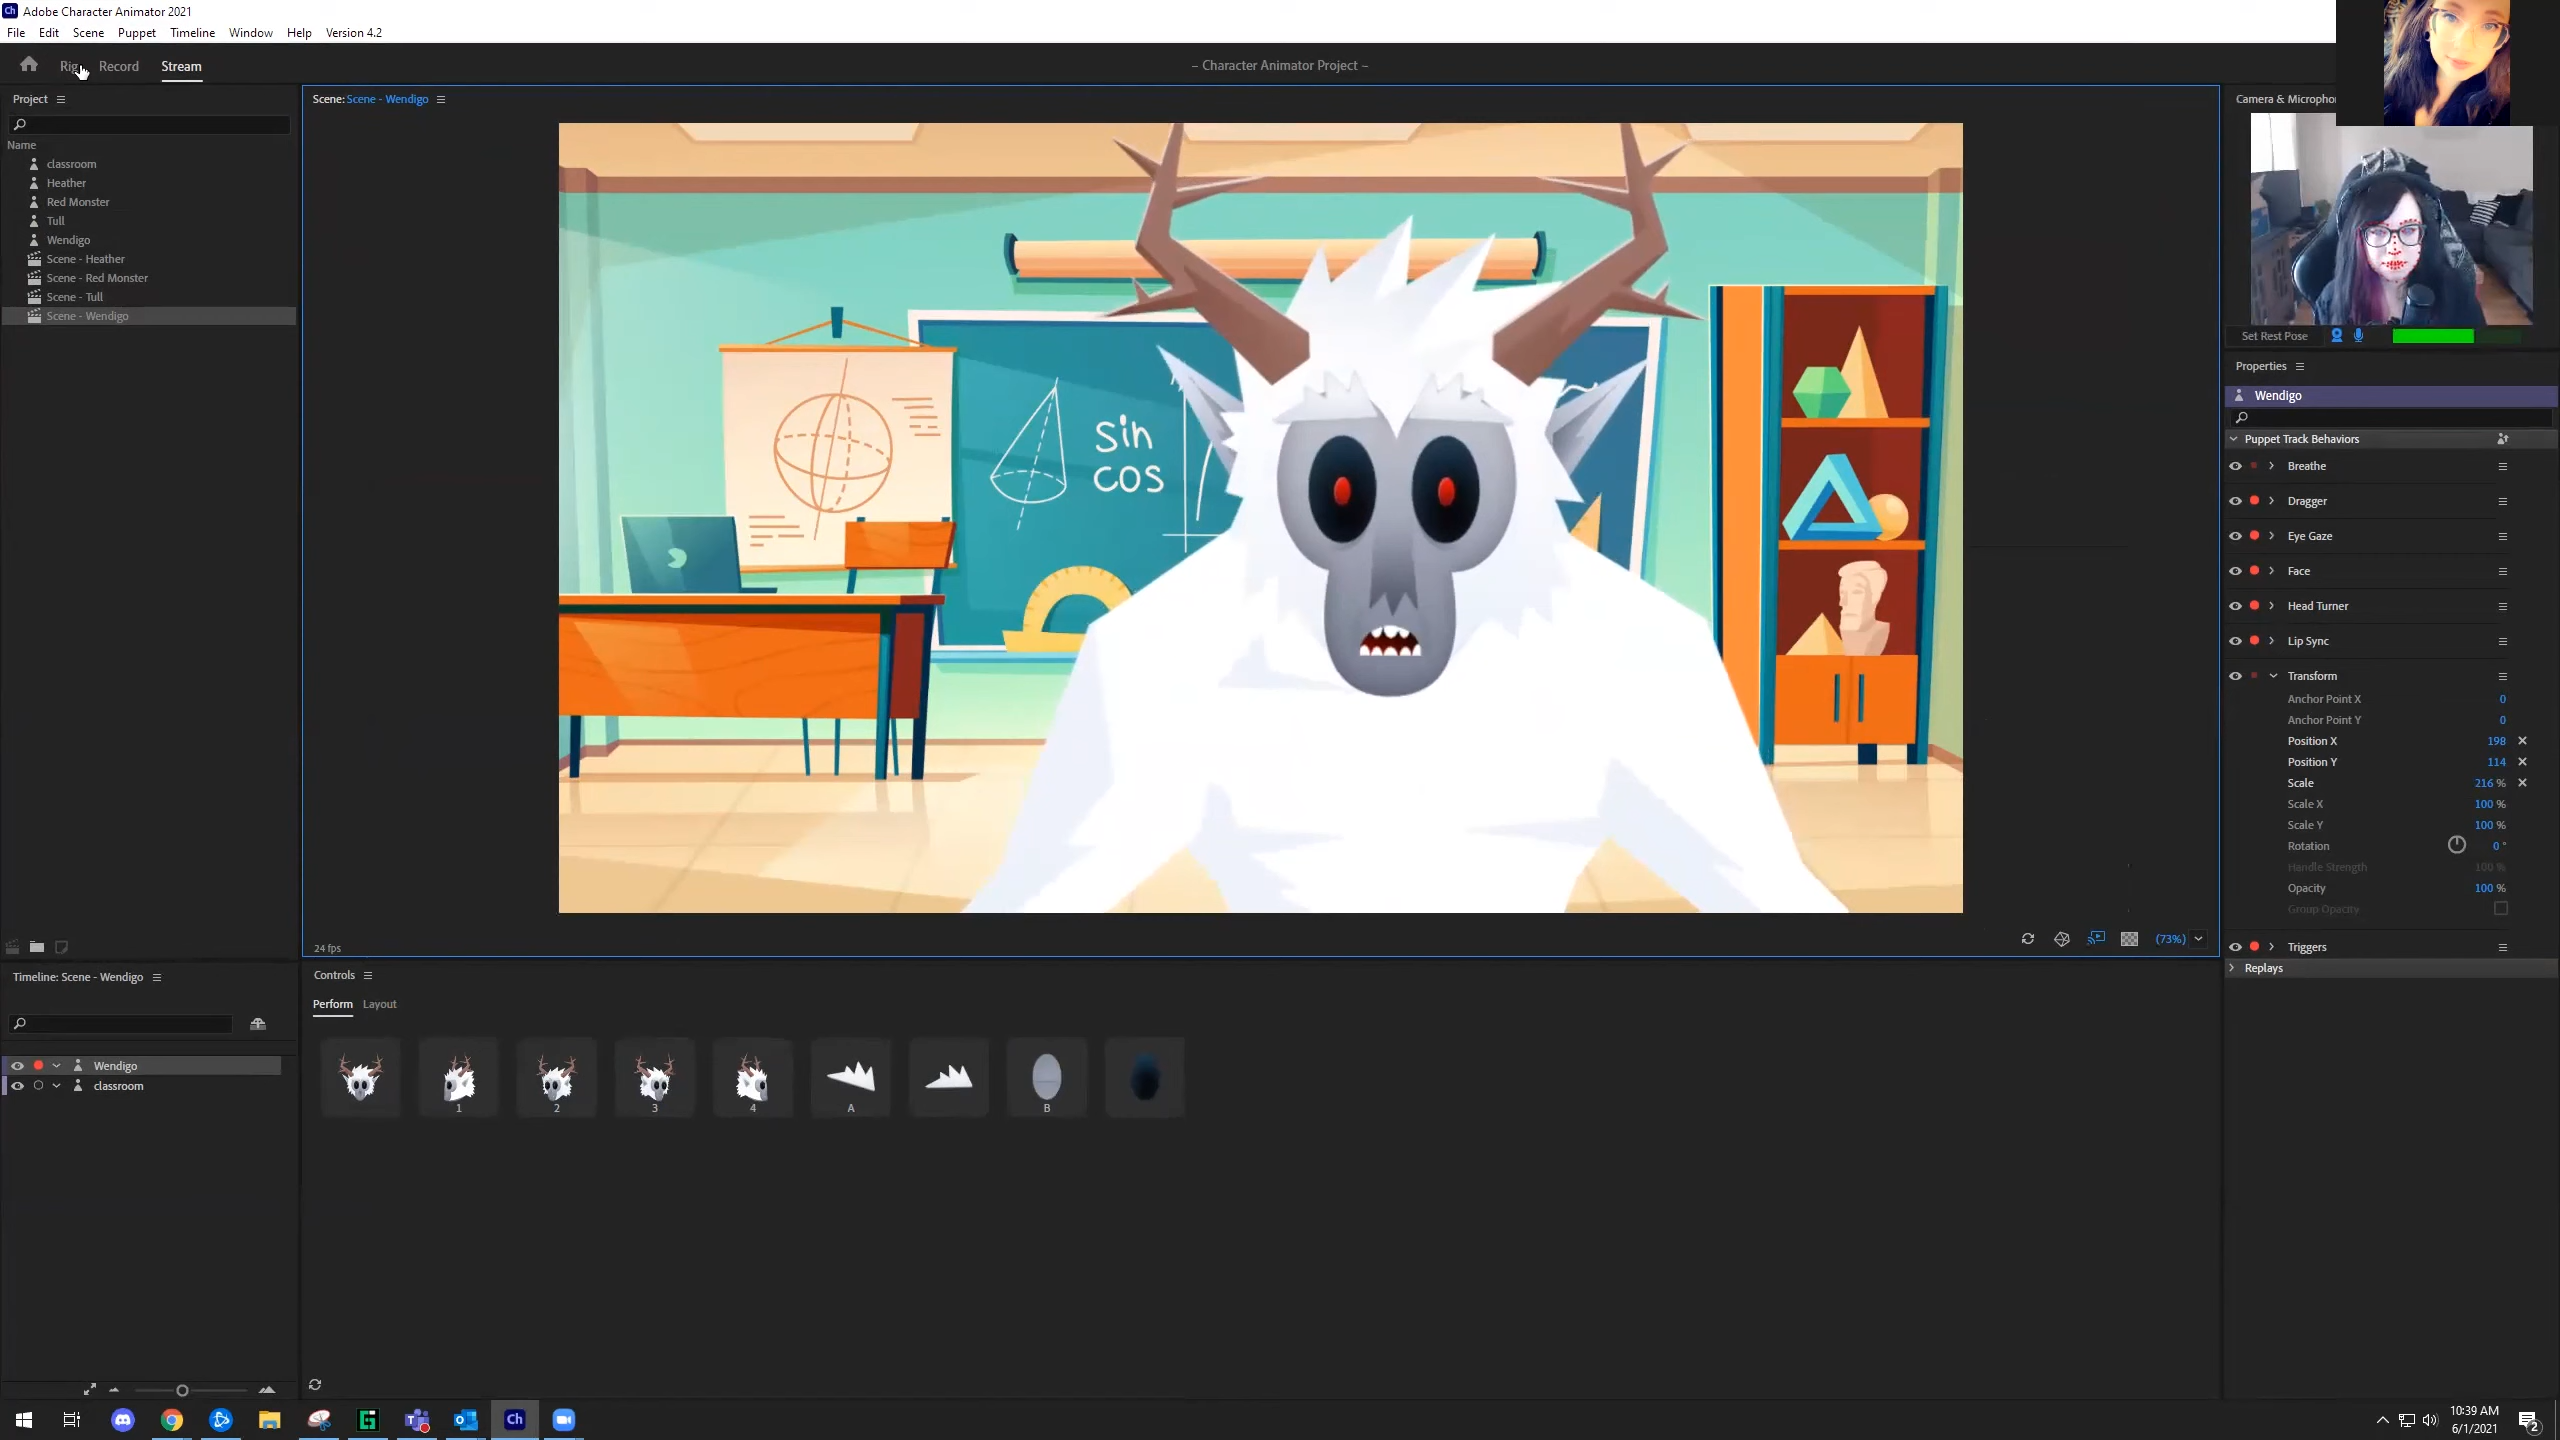 Ch Adobe Character Animator 2021
File Edit Scene Puppet Timeline Window Help Version 4.2
Rig Record Stream
– Character Animator Project –
Project
Name
classroom
Heather
Red Monster
Tull
Wendigo
Scene - Heather
Scene - Red Monster
Scene - Tull
Scene - Wendigo
Scene: Scene - Wendigo
sin
cos
24 fps
(73%)
Timeline: Scene - Wendigo
Wendigo
classroom
Controls
Perform Layout
1 2 3 4 A B
Camera & Micropho
Set Rest Pose
Properties
Wendigo
Puppet Track Behaviors
Breathe
Dragger
Eye Gaze
Face
Head Turner
Lip Sync
Transform
Anchor Point X 0
Anchor Point Y 0
Position X 198
Position Y 114
Scale 216 %
Scale X 100 %
Scale Y 100 %
Rotation 0 °
Handle Strength 100 %
Opacity 100 %
Group Opacity
Triggers
Replays
Ch
10:39 AM
6/1/2021
2